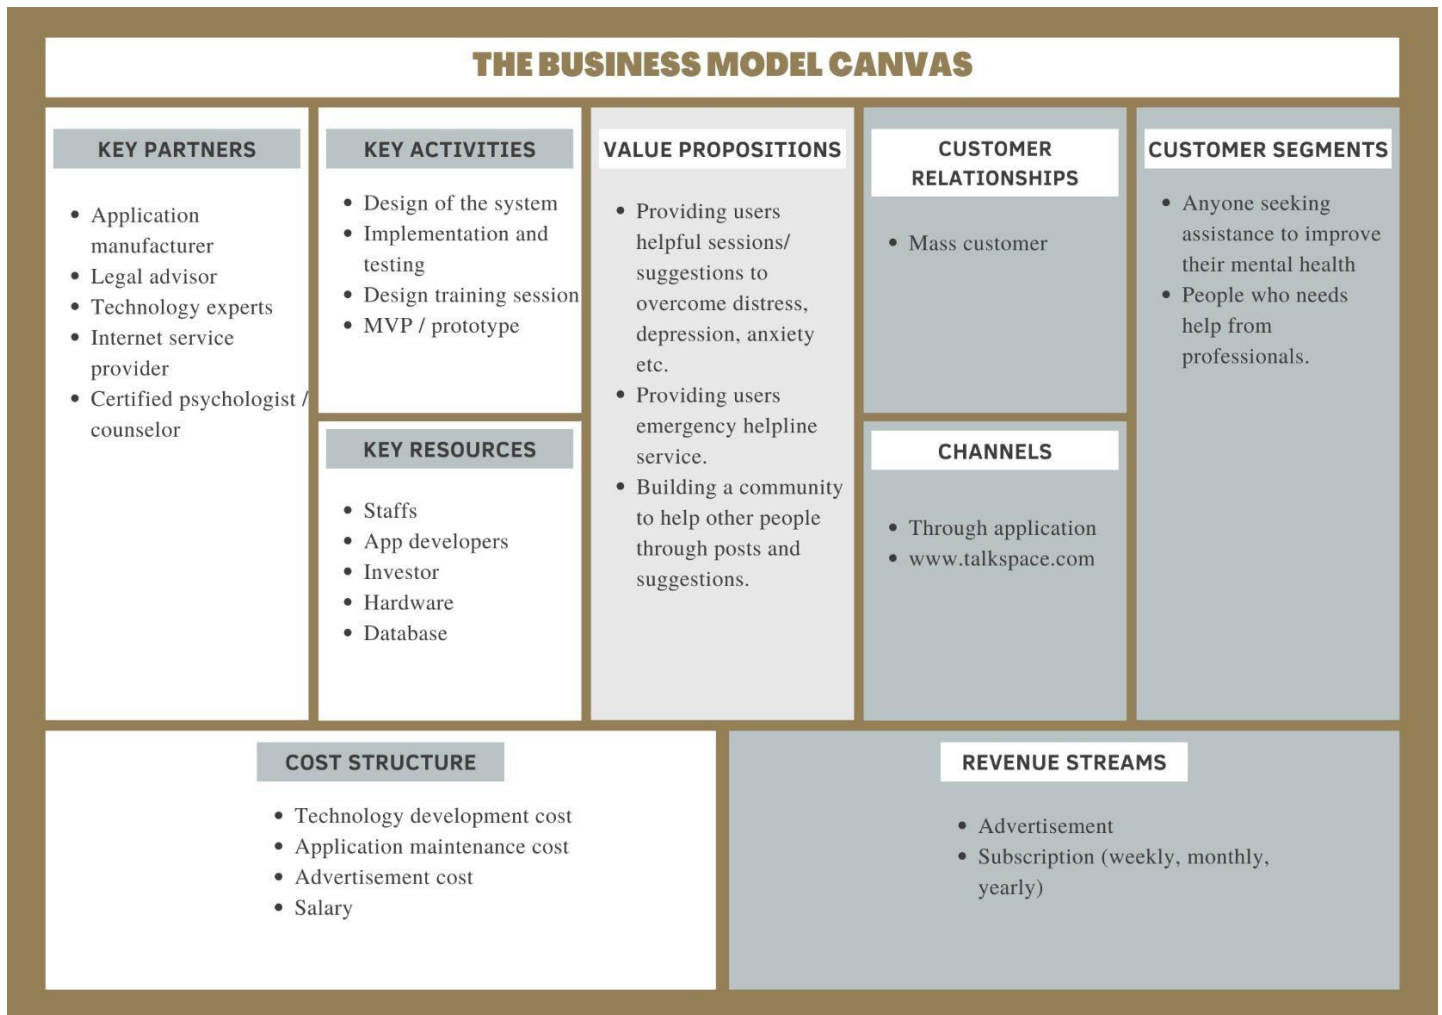 THE BUSINESS MODEL CANVAS
KEY PARTNERS
Application
manufacturer
Legal advisor
Technology experts
Internet service
provider
Certified psychologist /
counselor
KEY ACTIVITIES
Design of the system
Implementation and
testing
Design training session
MVP / prototype
KEY RESOURCES
Staffs
App developers
Investor
Hardware
Database
VALUE PROPOSITIONS
Providing users
helpful sessions/
suggestions to
overcome distress,
depression, anxiety
etc.
Providing users
emergency helpline
service.
Building a community
to help other people
through posts and
suggestions.
CUSTOMER
RELATIONSHIPS
Mass customer
CHANNELS
Through application
www.talkspace.com
CUSTOMER SEGMENTS
Anyone seeking
assistance to improve
their mental health
People who needs
help from
professionals.
COST STRUCTURE
Technology development cost
Application maintenance cost
Advertisement cost
Salary
REVENUE STREAMS
Advertisement
Subscription (weekly, monthly,
yearly)